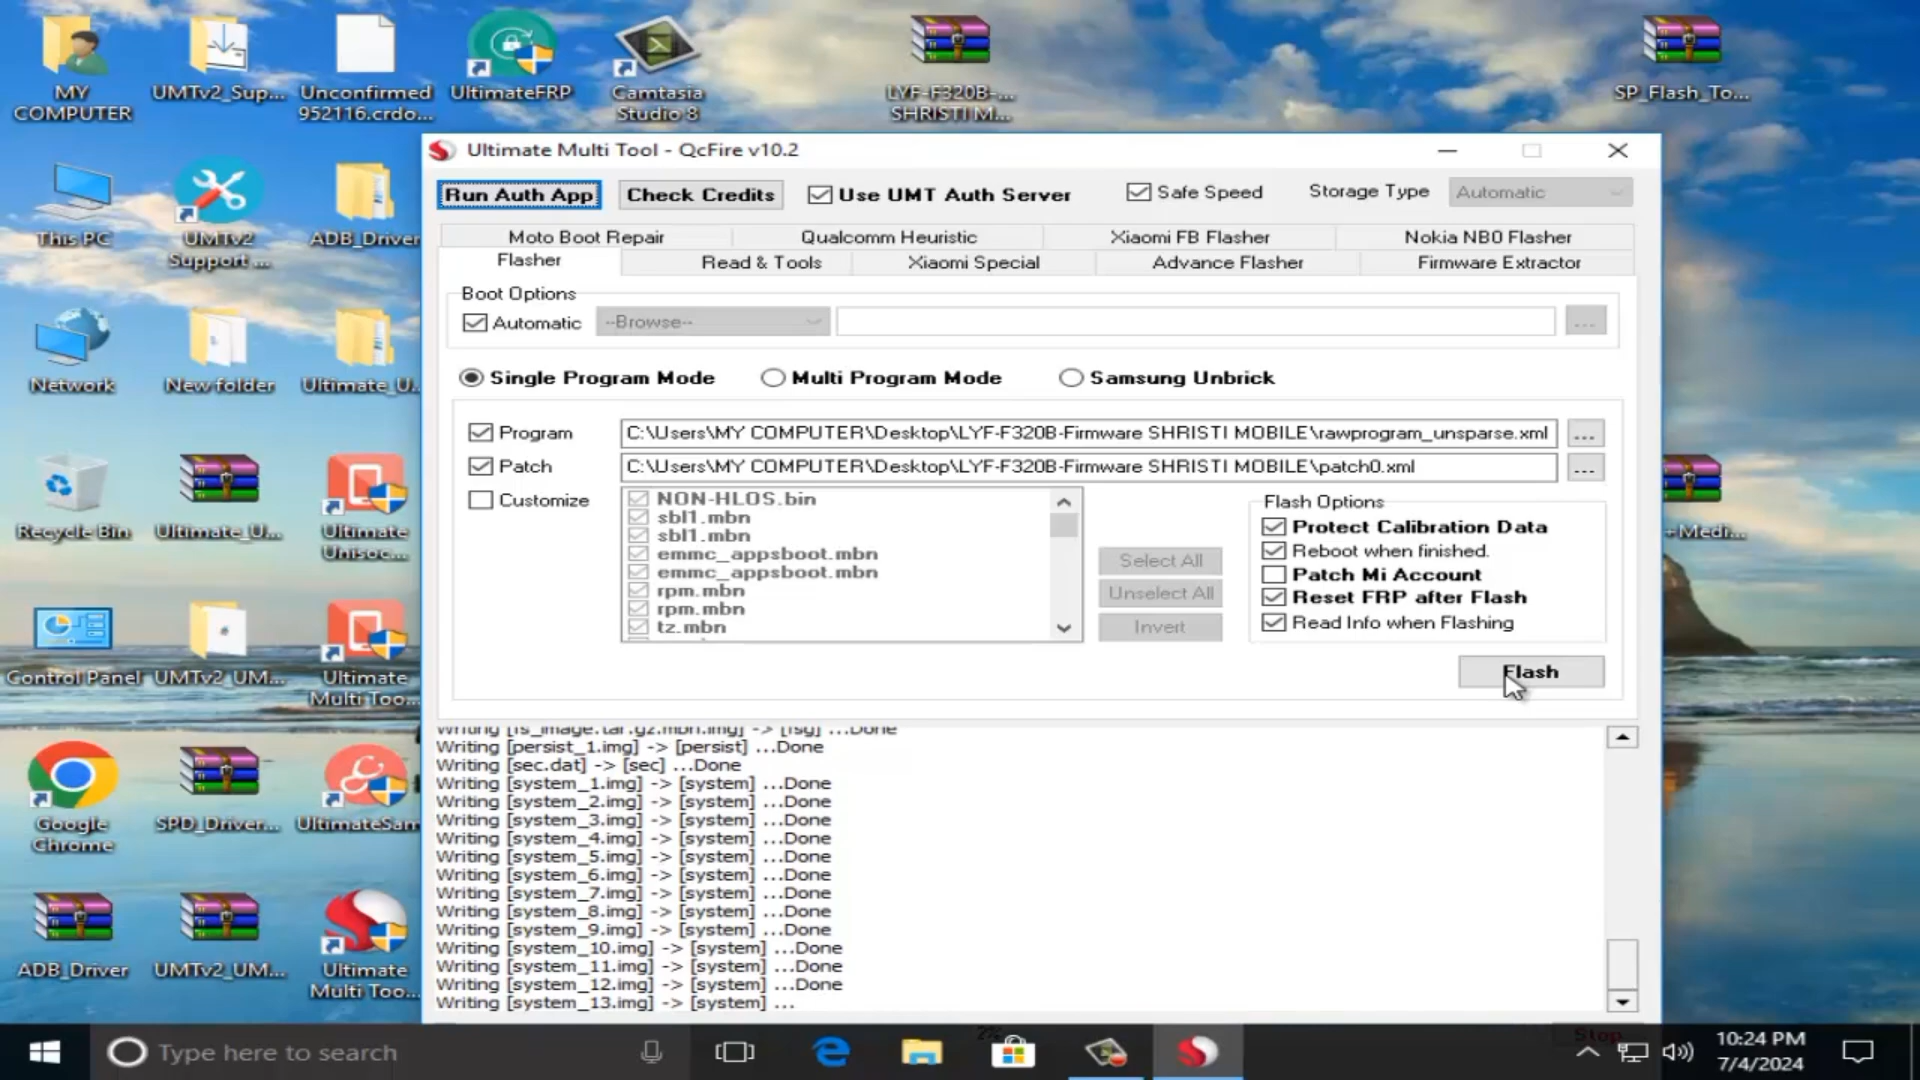 MY COMPUTER
UMTv2_Sup...
Unconfirmed 952116.crdo...
UltimateFRP
Camtasia Studio 8
LYF-F320B-... SHRISTI M...
SP_Flash_To...
This PC
UMTv2 Support ...
ADB_Driver
Network
New folder
Ultimate_U...
Recycle Bin
Ultimate_U...
Ultimate Unisoc...
Control Panel
UMTv2_UM...
Ultimate Multi Too...
Google Chrome
SPD_Driver...
UltimateSam
ADB_Driver
UMTv2_UM...
Ultimate Multi Too...
+Medi...
Ultimate Multi Tool - QcFire v10.2
Run Auth App
Check Credits
Use UMT Auth Server
Safe Speed
Storage Type
Automatic
Moto Boot Repair
Qualcomm Heuristic
Xiaomi FB Flasher
Nokia NB0 Flasher
Flasher
Read & Tools
Xiaomi Special
Advance Flasher
Firmware Extractor
Boot Options
Automatic
--Browse--
...
Single Program Mode
Multi Program Mode
Samsung Unbrick
Program
C:\Users\MY COMPUTER\Desktop\LYF-F320B-Firmware SHRISTI MOBILE\rawprogram_unsparse.xml
...
Patch
C:\Users\MY COMPUTER\Desktop\LYF-F320B-Firmware SHRISTI MOBILE\patch0.xml
...
Customize
NON-HLOS.bin
sbl1.mbn
sbl1.mbn
emmc_appsboot.mbn
emmc_appsboot.mbn
rpm.mbn
rpm.mbn
tz.mbn
Select All
Unselect All
Invert
Flash Options
Protect Calibration Data
Reboot when finished.
Patch Mi Account
Reset FRP after Flash
Read Info when Flashing
Flash
Writing [fs_image.tar.gz.mbn.img] -> [fsg] ...Done
Writing [persist_1.img] -> [persist] ...Done
Writing [sec.dat] -> [sec] ...Done
Writing [system_1.img] -> [system] ...Done
Writing [system_2.img] -> [system] ...Done
Writing [system_3.img] -> [system] ...Done
Writing [system_4.img] -> [system] ...Done
Writing [system_5.img] -> [system] ...Done
Writing [system_6.img] -> [system] ...Done
Writing [system_7.img] -> [system] ...Done
Writing [system_8.img] -> [system] ...Done
Writing [system_9.img] -> [system] ...Done
Writing [system_10.img] -> [system] ...Done
Writing [system_11.img] -> [system] ...Done
Writing [system_12.img] -> [system] ...Done
Writing [system_13.img] -> [system] ...
Stop
Type here to search
10:24 PM
7/4/2024